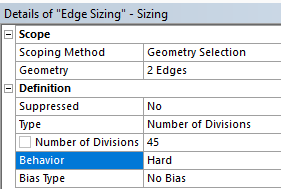 Details of "Edge Sizing" - Sizing
Scope
Scoping Method Geometry Selection
Geometry 2 Edges
Definition
Suppressed No
Type Number of Divisions
Number of Divisions 45
Behavior Hard
Bias Type No Bias